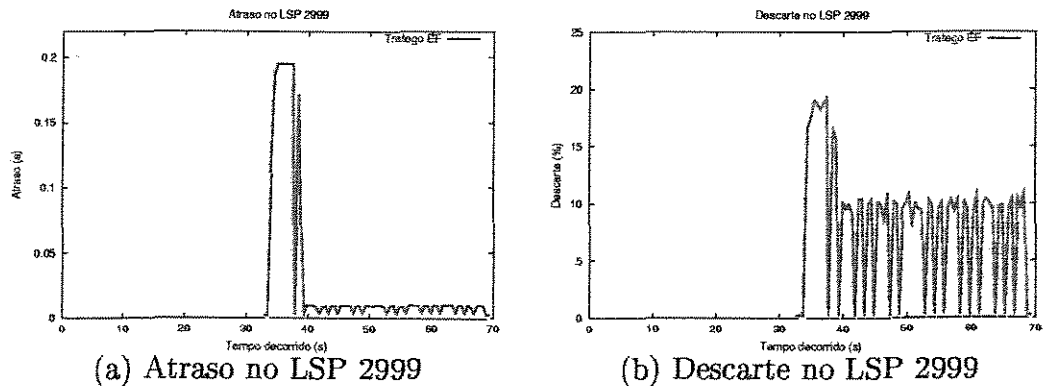 Atraso no LSP 2999
Tráfego EF
0.2
0.15
0.1
0.05
0
Atraso (s)
0 10 20 30 40 50 60 70
Tempo decorrido (s)
(a) Atraso no LSP 2999
Descarte no LSP 2999
Tráfego EF
25
20
15
10
5
0
Descarte (%)
0 10 20 30 40 50 60 70
Tempo decorrido (s)
(b) Descarte no LSP 2999